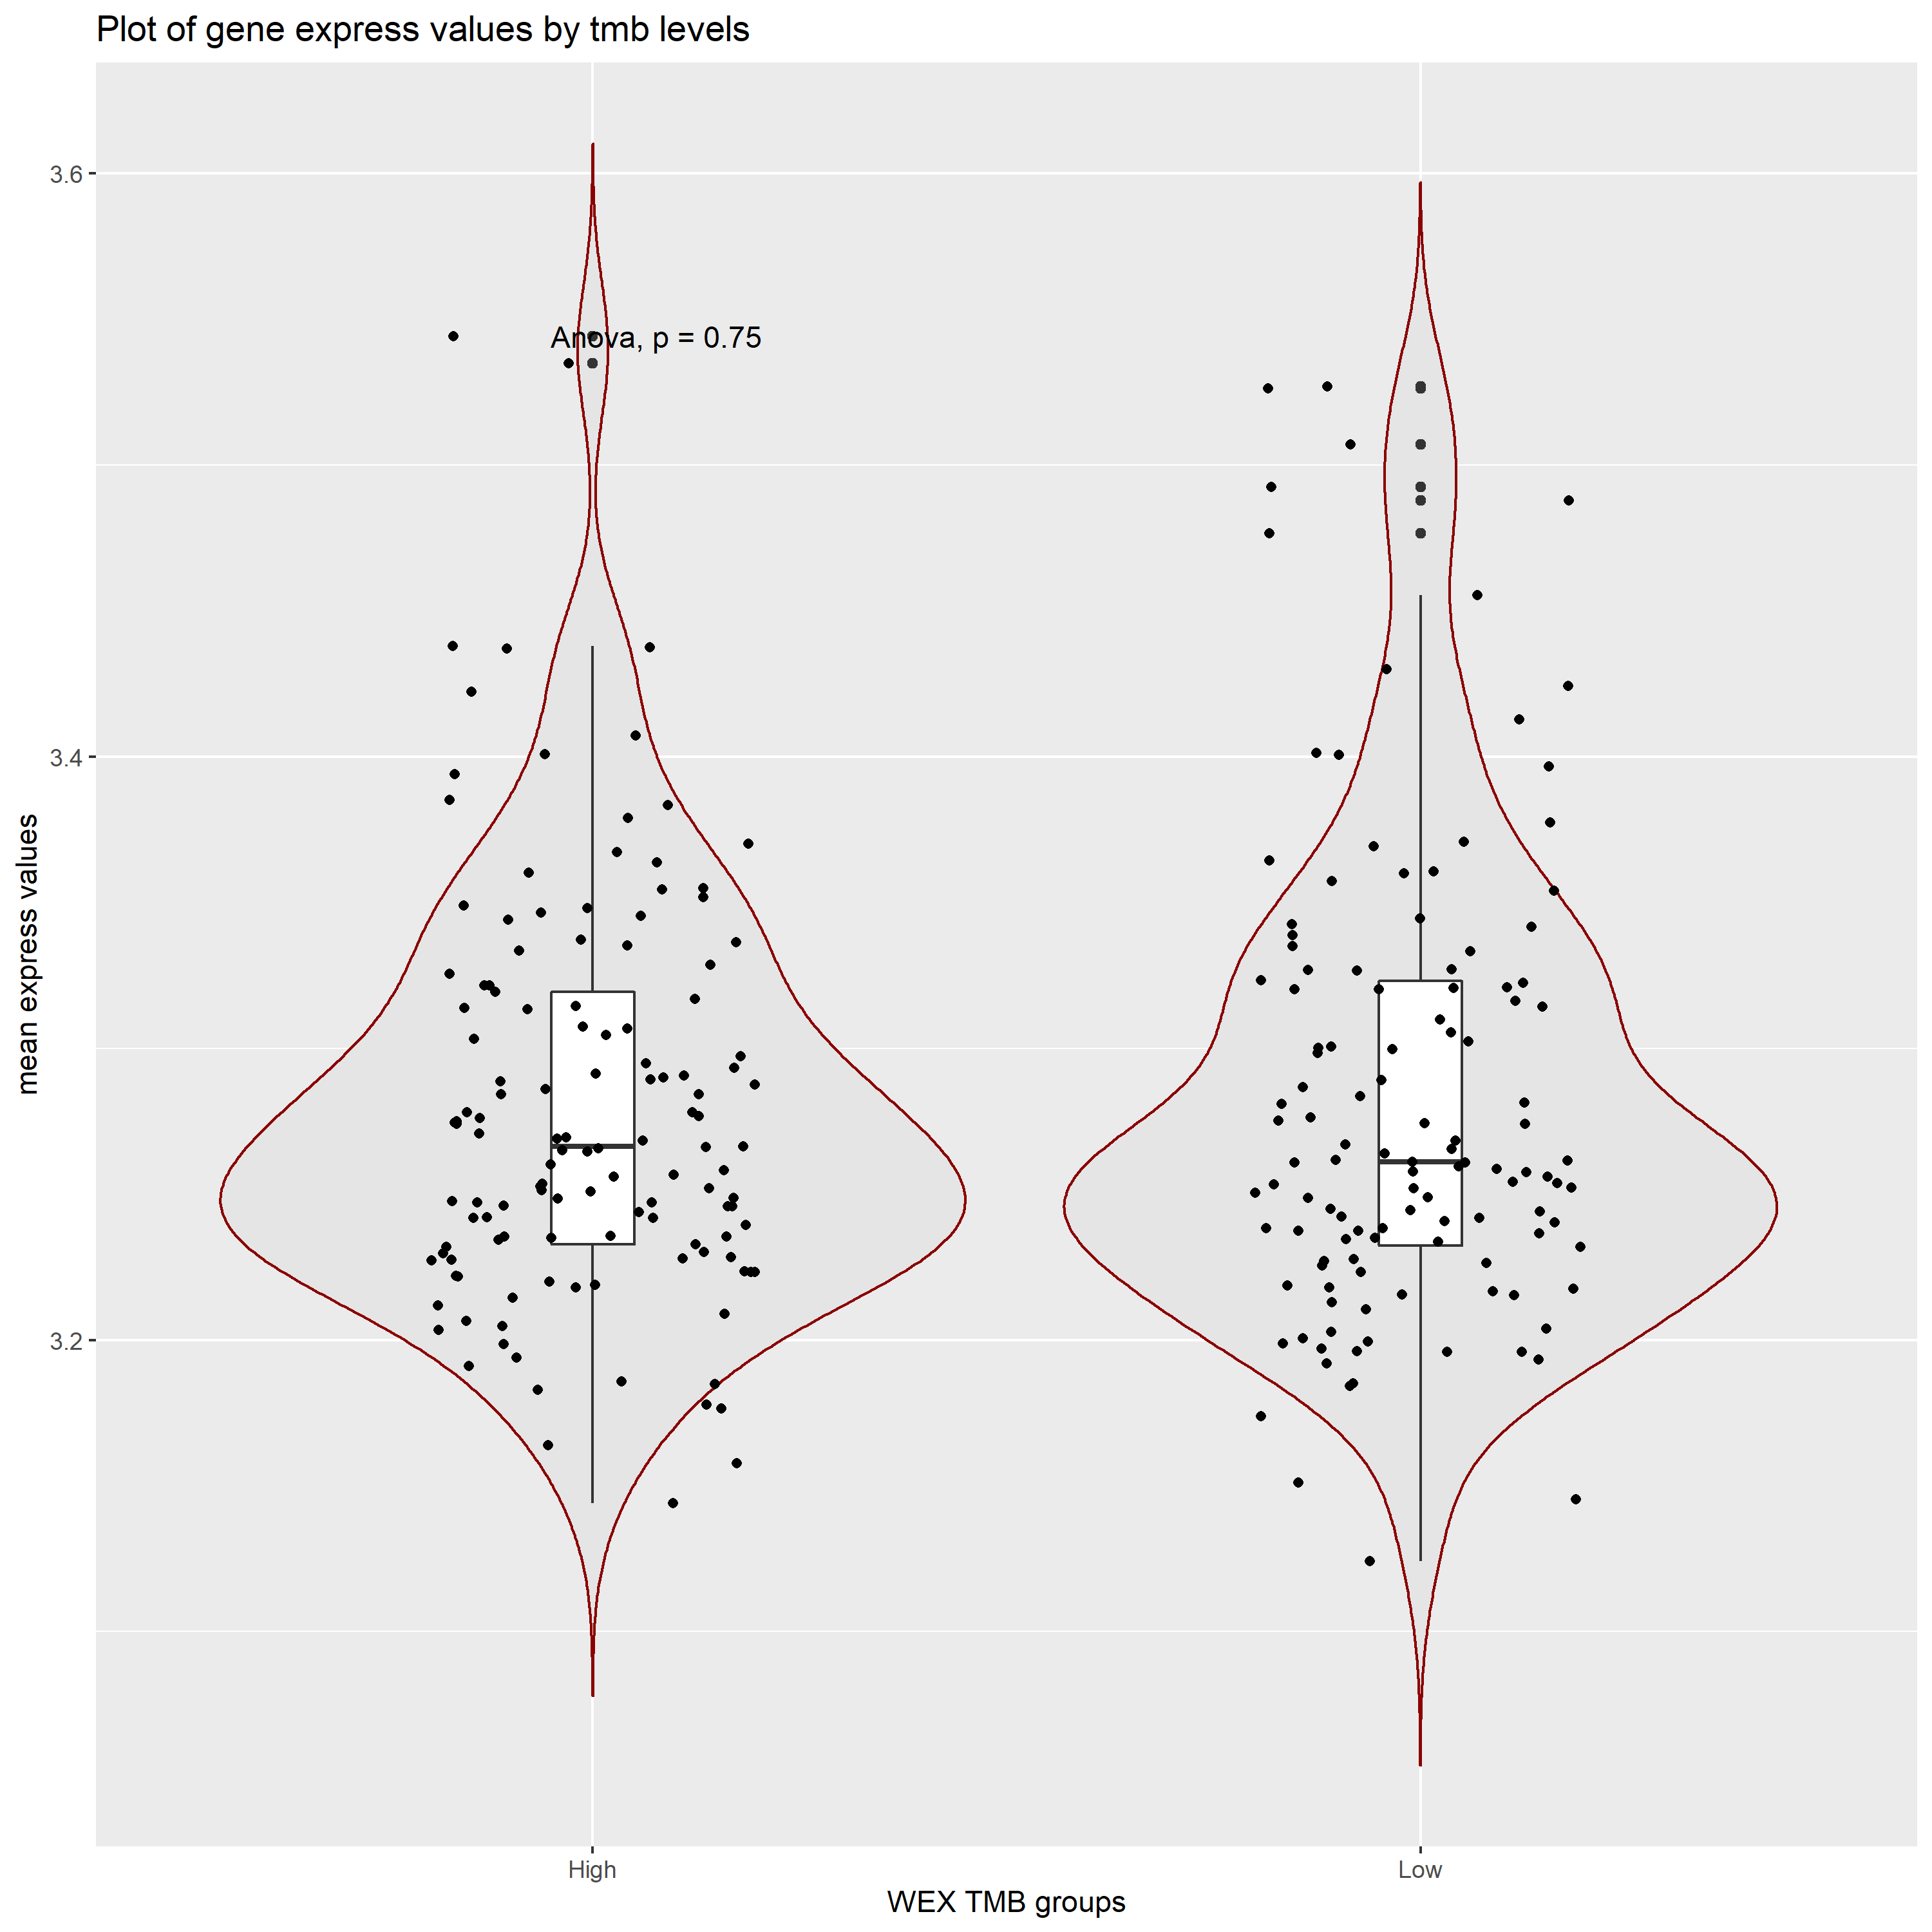 Plot of gene express values by tmb levels
3.6
Anova, p = 0.75
3.4
mean express values
3.2
High
Low
WEX TMB groups